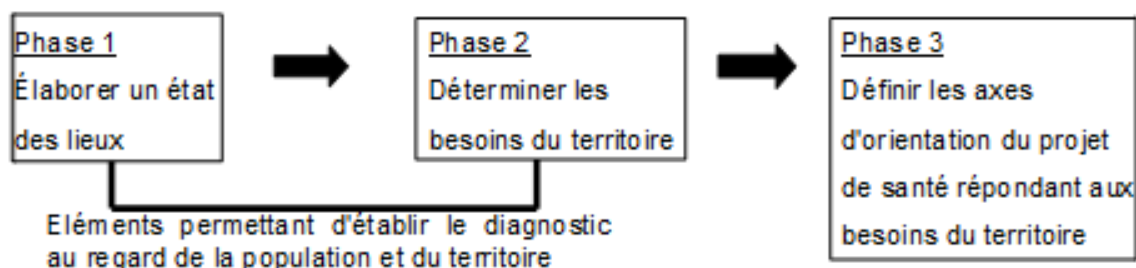 Phase 1
Élaborer un état
des lieux
Phase 2
Déterminer les
besoins du territoire
Phase 3
Définir les axes
d'orientation du projet
de santé répondant aux
besoins du territoire
Eléments permettant d'établir le diagnostic
au regard de la population et du territoire